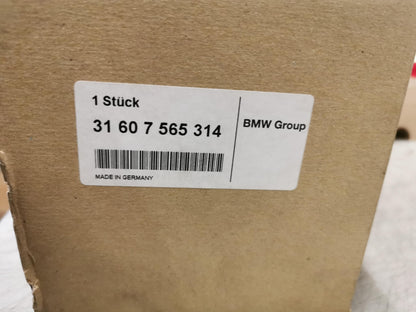 1 Stück
31 60 7 565 314
BMW Group
MADE IN GERMANY